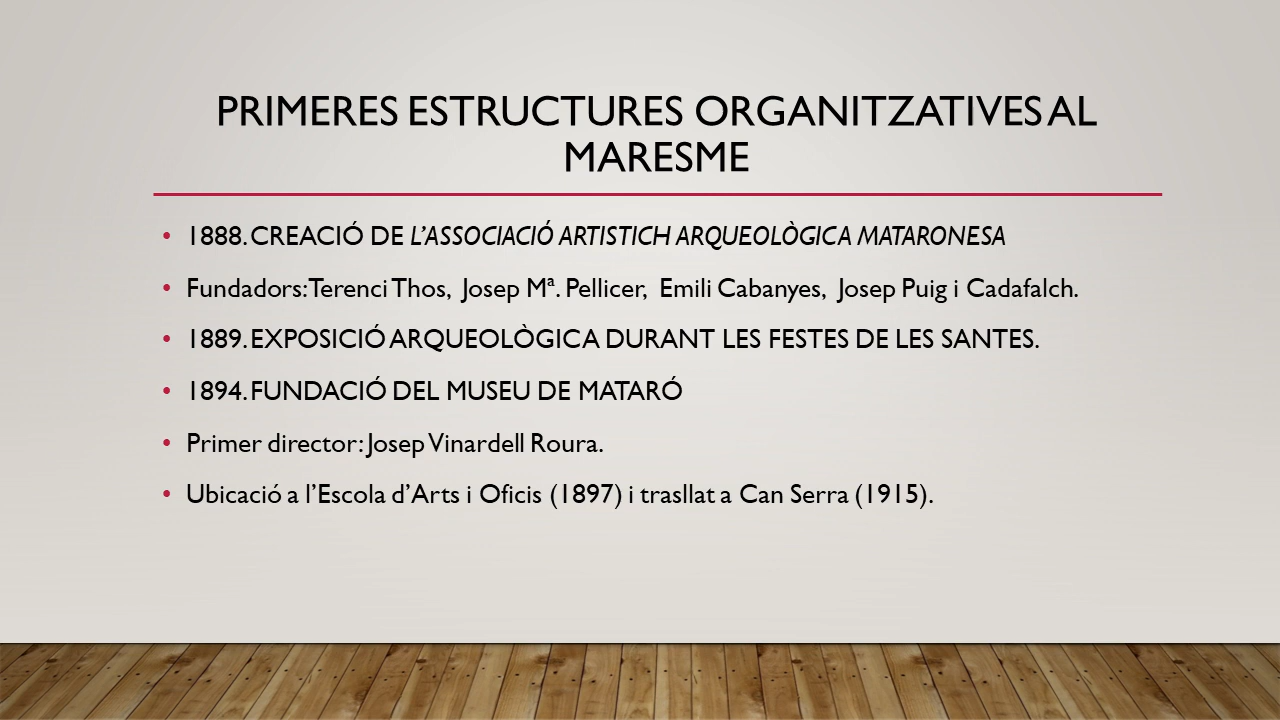 PRIMERES ESTRUCTURES ORGANITZATIVES AL
MARESME
• 1888. CREACIÓ DE L’ASSOCIACIÓ ARTISTICH ARQUEOLÒGICA MATARONESA
• Fundadors: Terenci Thos, Josep Mª. Pellicer, Emili Cabanyes, Josep Puig i Cadafalch.
• 1889. EXPOSICIÓ ARQUEOLÒGICA DURANT LES FESTES DE LES SANTES.
• 1894. FUNDACIÓ DEL MUSEU DE MATARÓ
• Primer director: Josep Vinardell Roura.
• Ubicació a l’Escola d’Arts i Oficis (1897) i trasllat a Can Serra (1915).